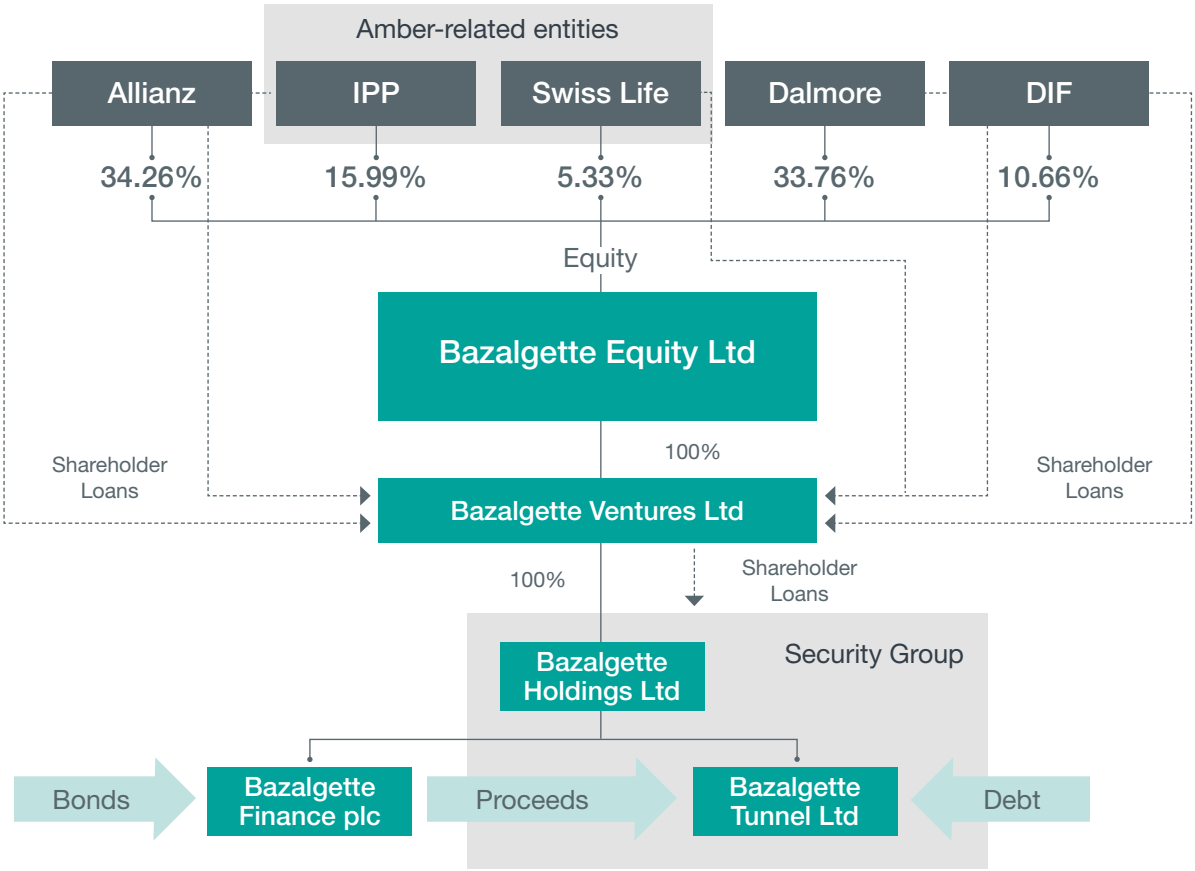 Amber-related entities
Allianz
IPP
Swiss Life
Dalmore
DIF
34.26%
15.99%
5.33%
33.76%
10.66%
Equity
Bazalgette Equity Ltd
100%
Shareholder
Loans
Shareholder
Loans
Bazalgette Ventures Ltd
100%
Shareholder
Loans
Security Group
Bazalgette
Holdings Ltd
Bonds
Bazalgette
Finance plc
Proceeds
Bazalgette
Tunnel Ltd
Debt